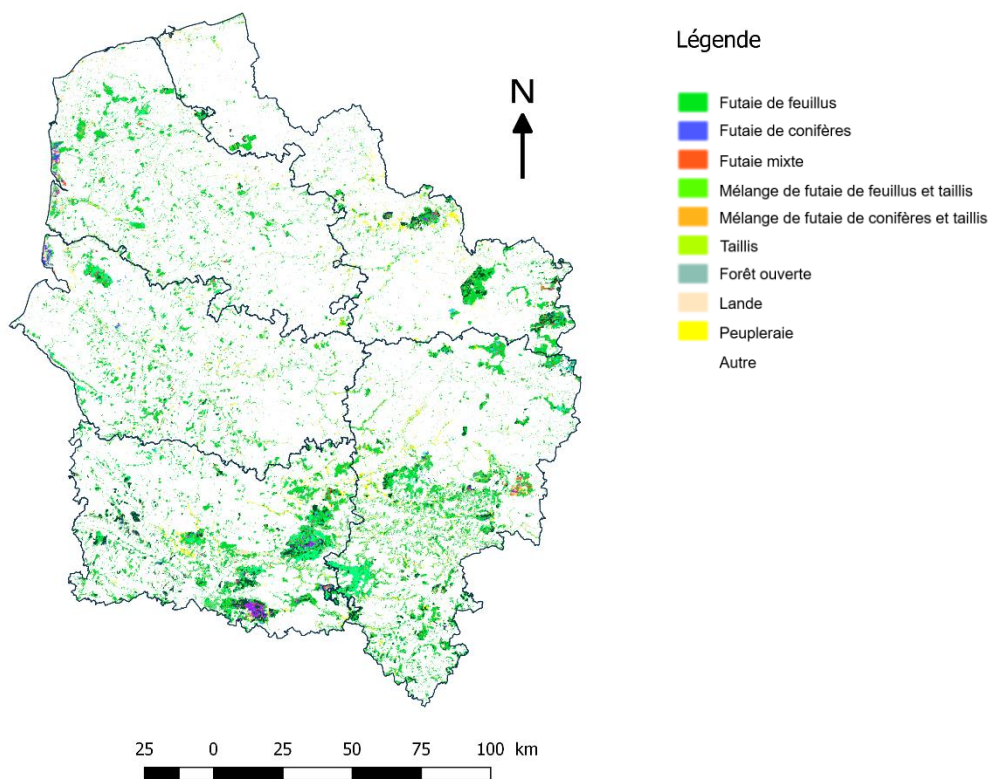 Légende
N
Futaie de feuillus
Futaie de conifères
Futaie mixte
Mélange de futaie de feuillus et taillis
Mélange de futaie de conifères et taillis
Taillis
Forêt ouverte
Lande
Peupleraie
Autre
25 0 25 50 75 100 km